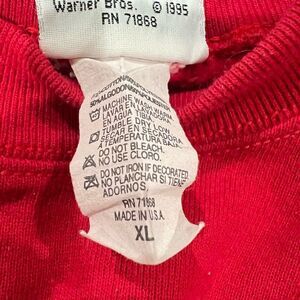 Warner Bros. © 1995
RN 71868
MACHINE WASH WARM
LAVAR EN LAVADORA
EN AGUA TIBIA
TUMBLE DRY LOW
SECAR EN SECADORA
A TEMPERATURA BAJA
DO NOT BLEACH.
NO USE CLORO.
DO NOT IRON IF DECORATED.
NO PLANCHAR SI TIENE
ADORNOS.
RN 71868
MADE IN U.S.A.
XL